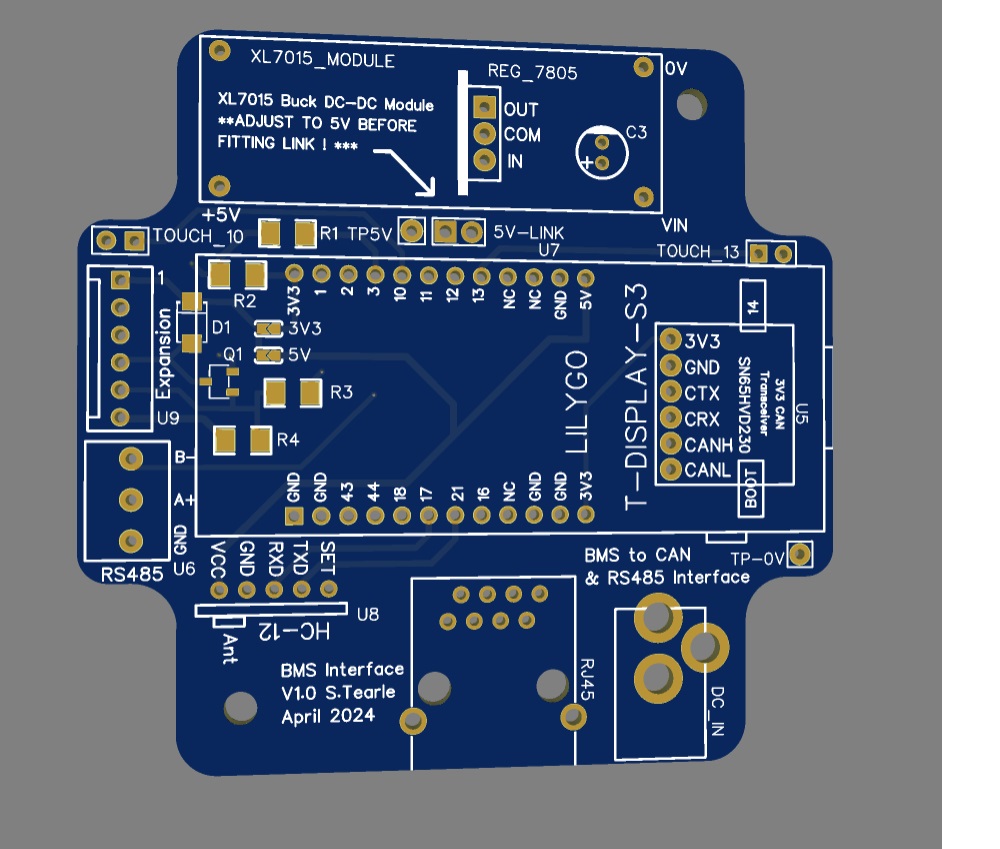 XL7015_MODULE
REG_7805
0V
XL7015 Buck DC-DC Module
**ADJUST TO 5V BEFORE
FITTING LINK ! ***
OUT
COM
IN
C3
+
+5V
VIN
TOUCH_10
R1
TP5V
5V-LINK
U7
TOUCH_13
1
R2
3V3
1
2
3
10
11
12
13
NC
NC
GND
5V
14
D1
3V3
Q1
5V
Expansion
U9
R3
R4
LILYGO
T-DISPLAY-S3
3V3
GND
CTX
CRX
CANH
CANL
SN65HVD230
3V3 CAN
Transceiver
U5
BOOT
B-
A+
GND
RS485
U6
GND
GND
43
44
18
17
21
16
NC
GND
GND
3V3
VCC
GND
RXD
TXD
SET
U8
HC-12
Ant
BMS to CAN
& RS485 Interface
TP-0V
BMS Interface
V1.0 S.Tearle
April 2024
RJ45
DC_IN